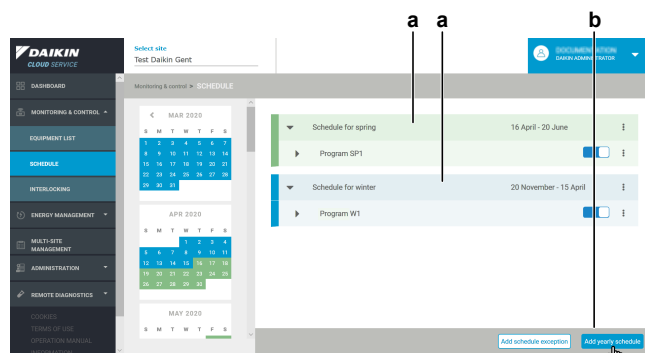 a a b
DAIKIN
CLOUD SERVICE
Select site
Test Daikin Gent
DAIKIN ADMINISTRATOR
DASHBOARD
MONITORING & CONTROL
EQUIPMENT LIST
SCHEDULE
INTERLOCKING
ENERGY MANAGEMENT
MULTI-SITE
MANAGEMENT
ADMINISTRATION
REMOTE DIAGNOSTICS
COOKIES
TERMS OF USE
OPERATION MANUAL
Monitoring & control > SCHEDULE
< MAR 2020
S M T W T F S
1 2 3 4 5 6 7
8 9 10 11 12 13 14
15 16 17 18 19 20 21
22 23 24 25 26 27 28
29 30 31
APR 2020
S M T W T F S
1 2 3 4
5 6 7 8 9 10 11
12 13 14 15 16 17 18
19 20 21 22 23 24 25
26 27 28 29 30
MAY 2020
S M T W T F S
Schedule for spring 16 April - 20 June
Program SP1
Schedule for winter 20 November - 15 April
Program W1
Add schedule exception Add yearly schedule